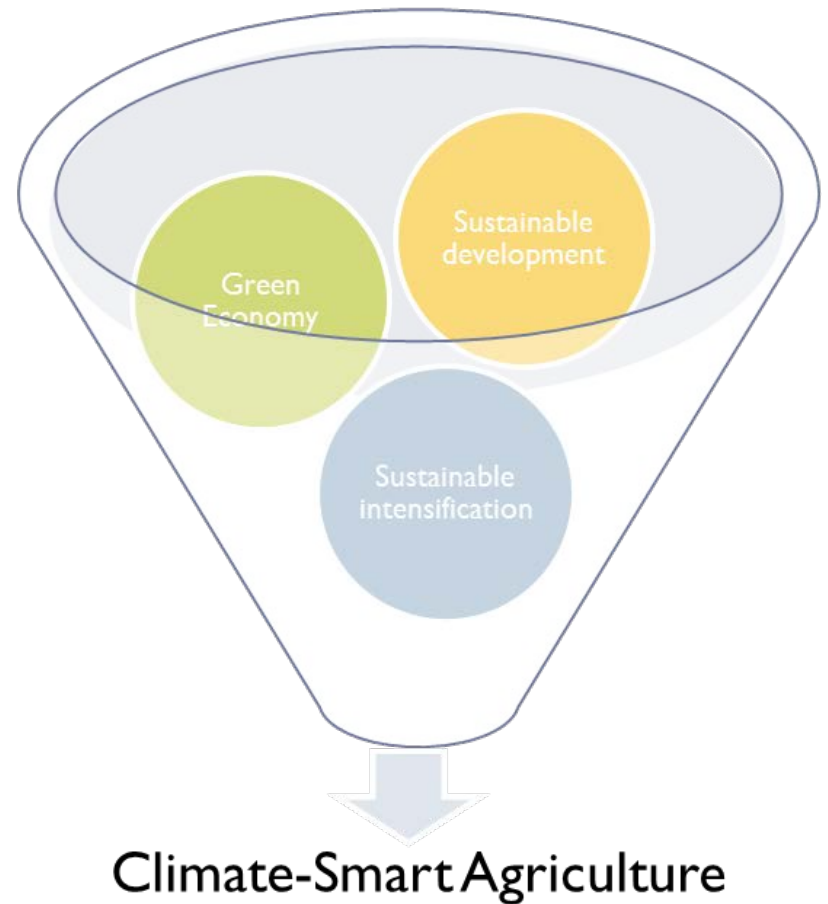 Sustainable
development
Green
Economy
Sustainable
intensification
Climate-Smart Agriculture